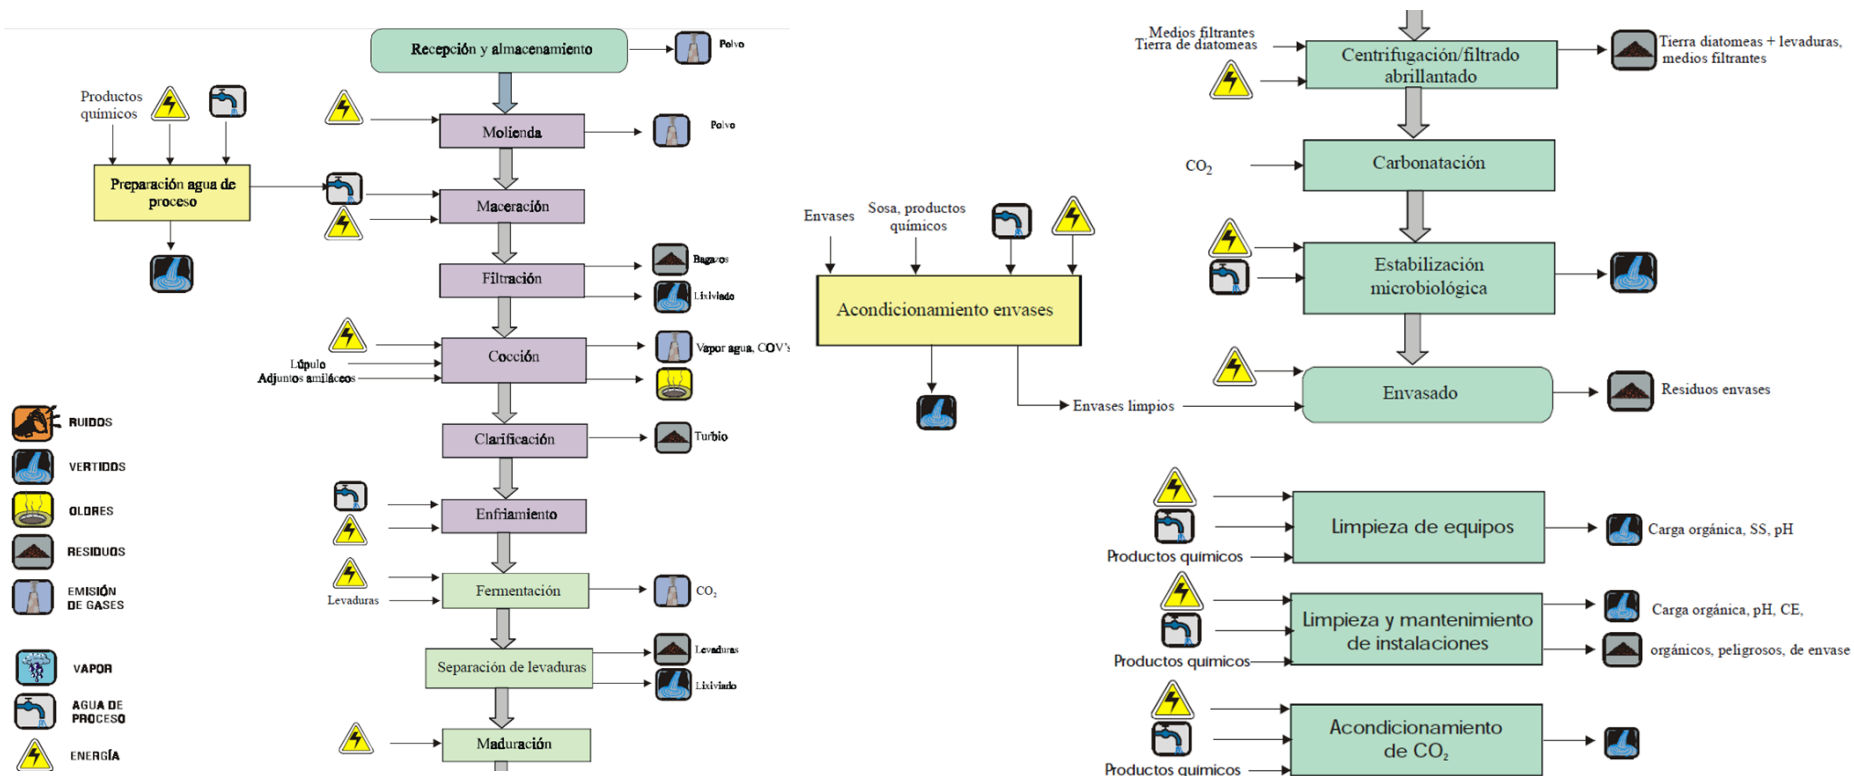 Recepción y almacenamiento
Polvo
Productos
químicos
Molienda
Polvo
Preparación agua de
proceso
Maceración
Filtración
Bagazo
Lixiviado
Cocción
Lúpulo
Adjuntos amiláceos
Vapor agua, COV's
Clarificación
Turbio
Enfriamiento
Fermentación
Levaduras
CO₂
Separación de levaduras
Levaduras
Lixiviado
Maduración
RUIDOS
VERTIDOS
OLORES
RESIDUOS
EMISIÓN
DE GASES
VAPOR
AGUA DE
PROCESO
ENERGÍA
Medios filtrantes
Tierra de diatomeas
Centrifugación/filtrado
abrillantado
Tierra diatomeas + levaduras,
medios filtrantes
CO₂
Carbonatación
Envases
Sosa, productos
químicos
Acondicionamiento envases
Estabilización
microbiológica
Envases limpios
Envasado
Residuos envases
Limpieza de equipos
Productos químicos
Carga orgánica, SS, pH
Limpieza y mantenimiento
de instalaciones
Productos químicos
Carga orgánica, pH, CE,
orgánicos, peligrosos, de envase
Acondicionamiento
de CO₂
Productos químicos